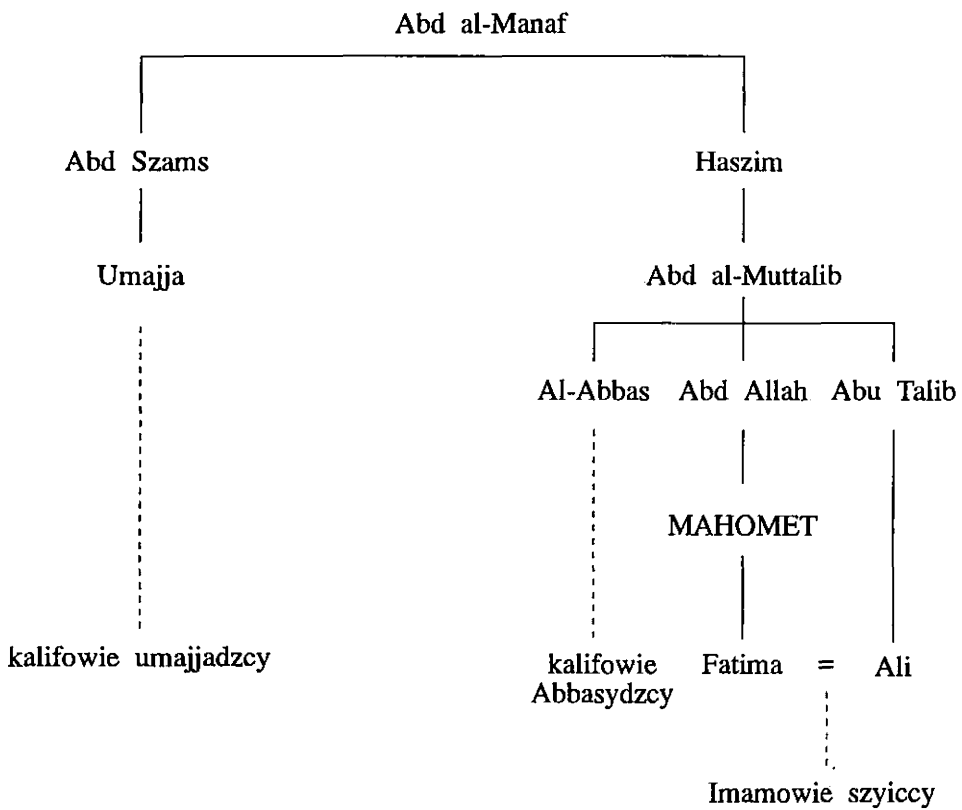 Abd al-Manaf
Abd Szams Haszim
Umajja Abd al-Muttalib
Al-Abbas Abd Allah Abu Talib
MAHOMET
kalifowie umajjadzcy
kalifowie Fatima = Ali
Abbasydzcy
Imamowie szyiccy